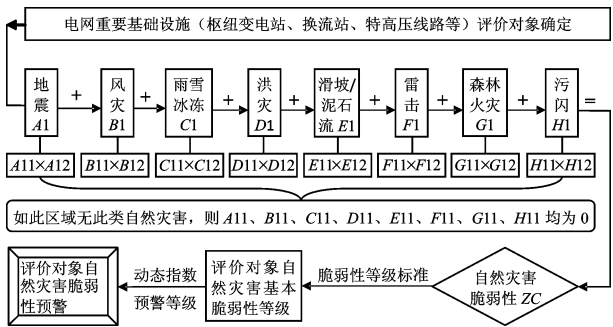 电网重要基础设施（枢纽变电站、换流站、特高压线路等）评价对象确定
地震A1
+
风灾B1
+
雨雪冰冻C1
+
洪灾D1
+
滑坡/泥石流E1
+
雷击F1
+
森林火灾G1
+
污闪H1
=
A11×A12
B11×B12
C11×C12
D11×D12
E11×E12
F11×F12
G11×G12
H11×H12
如此区域无此类自然灾害，则A11、B11、C11、D11、E11、F11、G11、H11均为0
评价对象自然灾害脆弱性预警
动态指数
预警等级
评价对象自然灾害基本脆弱性等级
脆弱性等级标准
自然灾害
脆弱性ZC